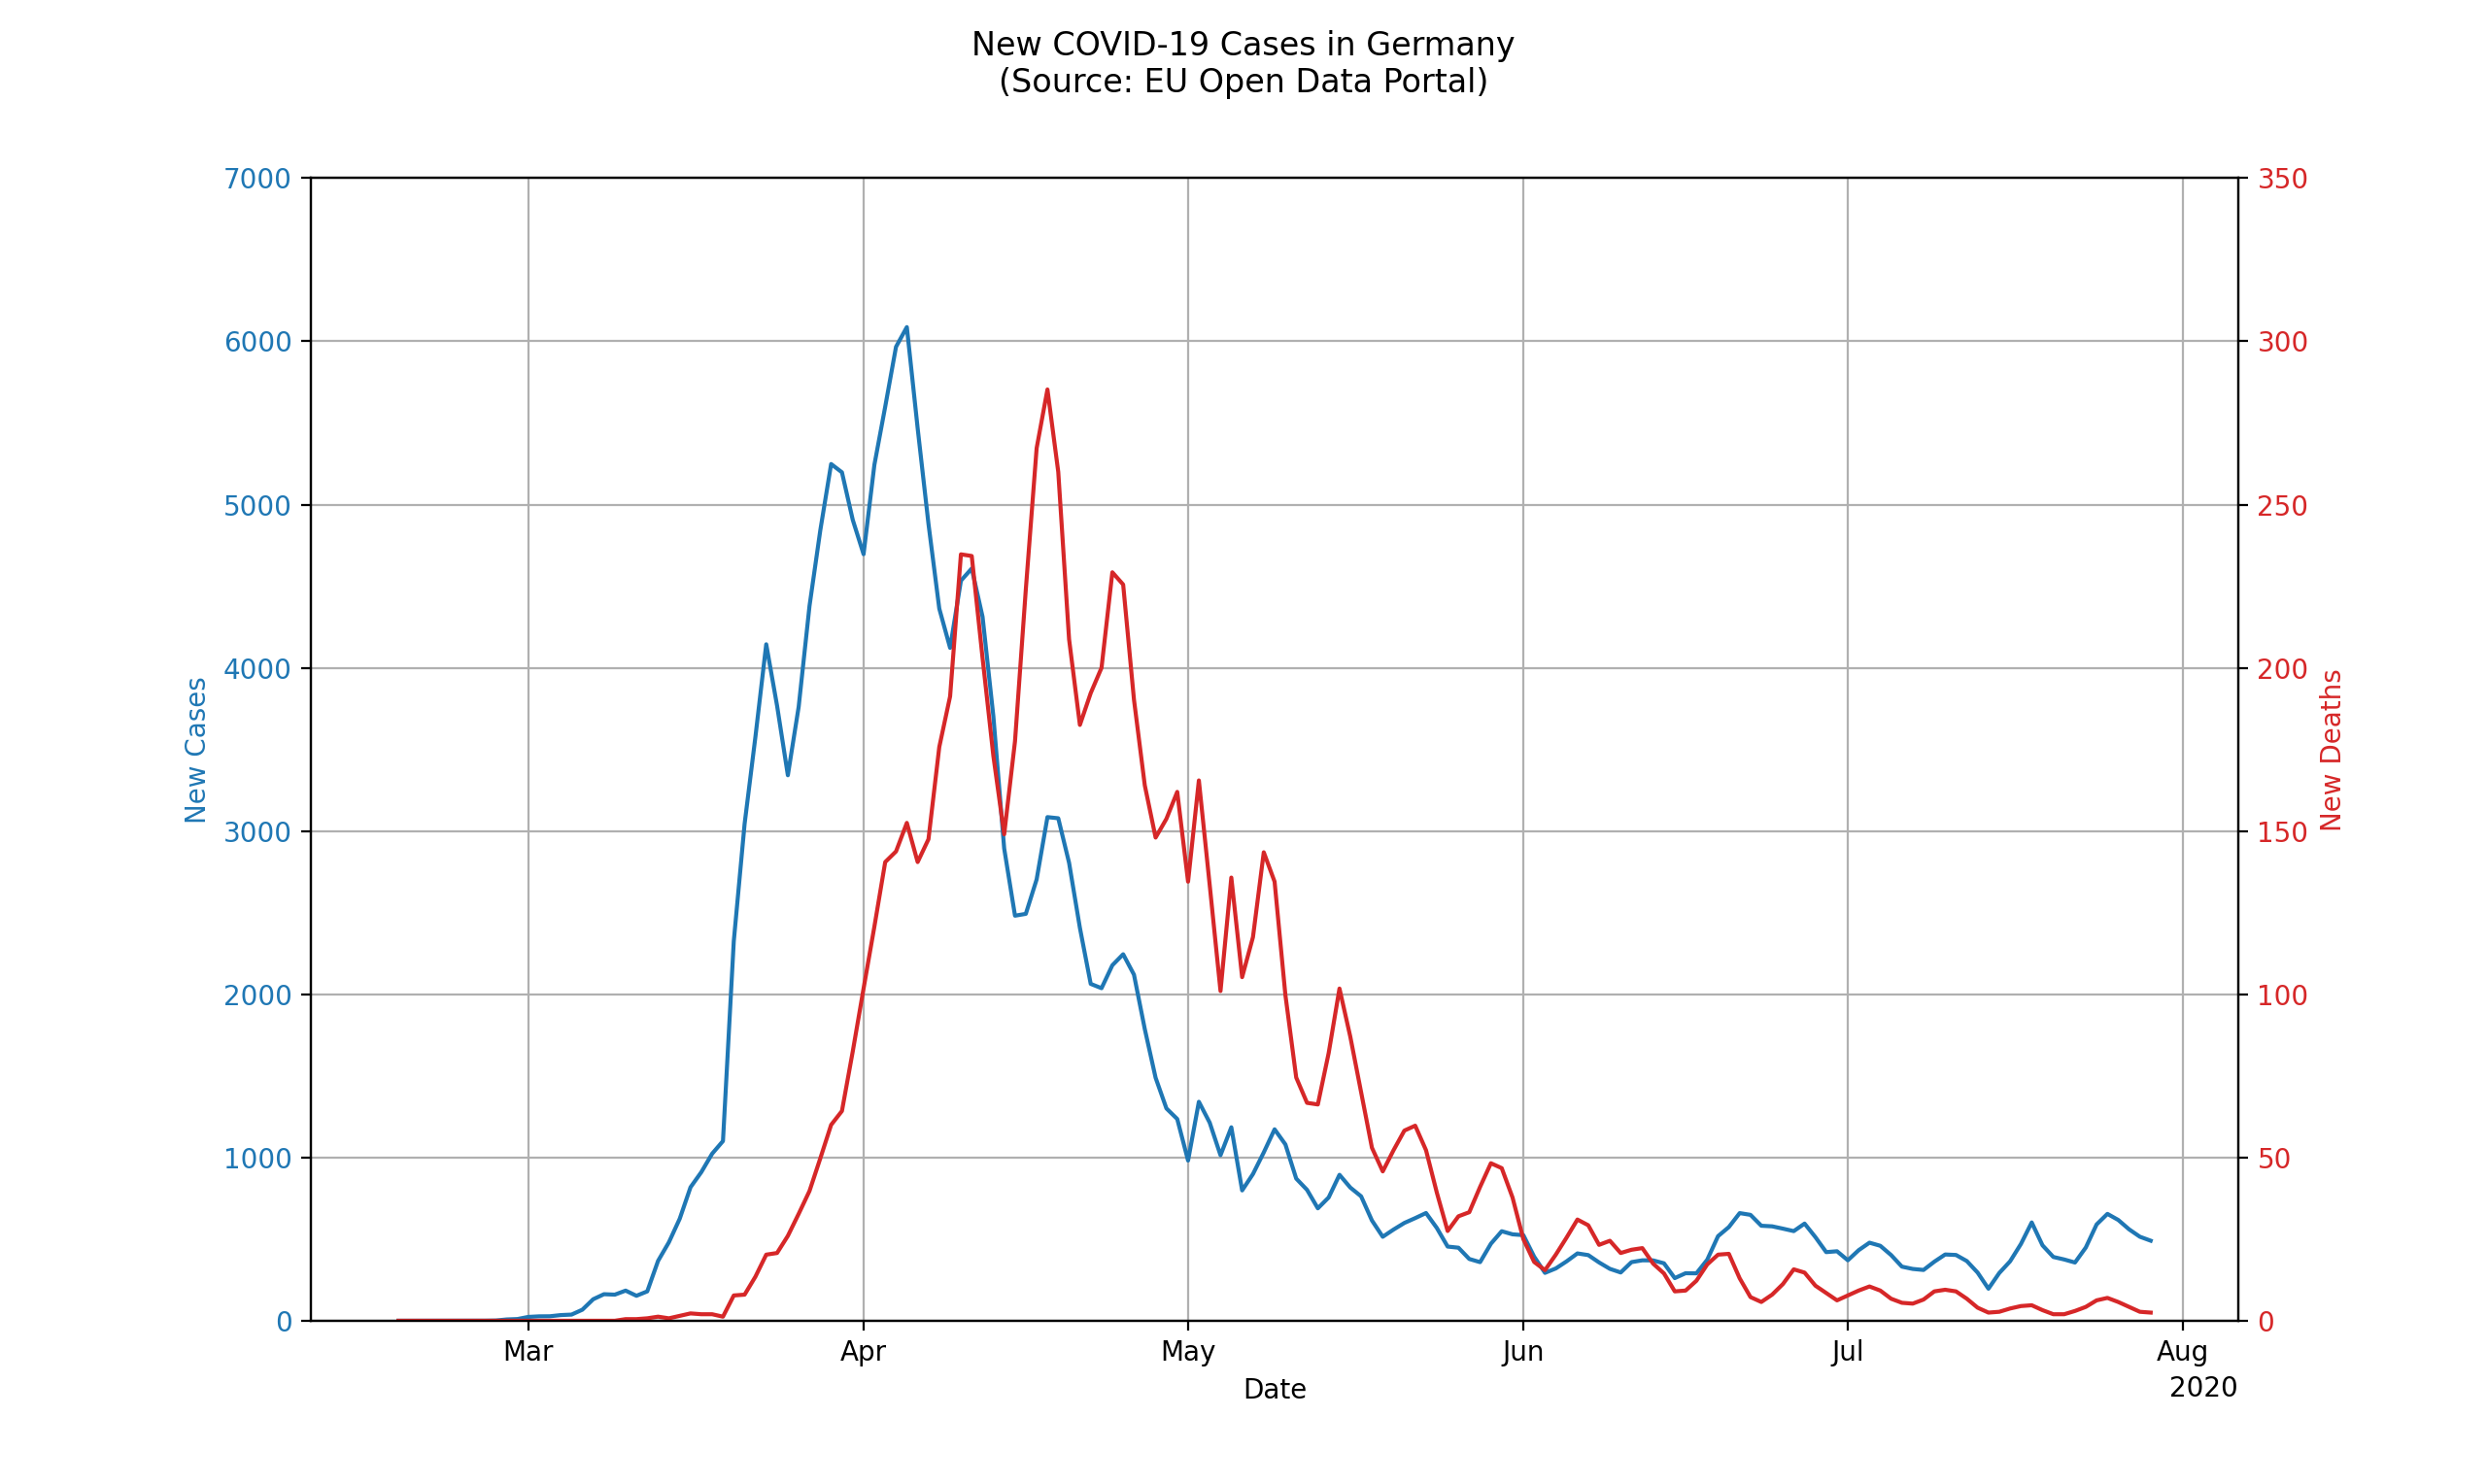 New COVID-19 Cases in Germany
(Source: EU Open Data Portal)
7000
6000
5000
4000
3000
2000
1000
0
New Cases
350
300
250
200
150
100
50
0
New Deaths
Mar
Apr
May
Jun
Jul
Aug
Date
2020